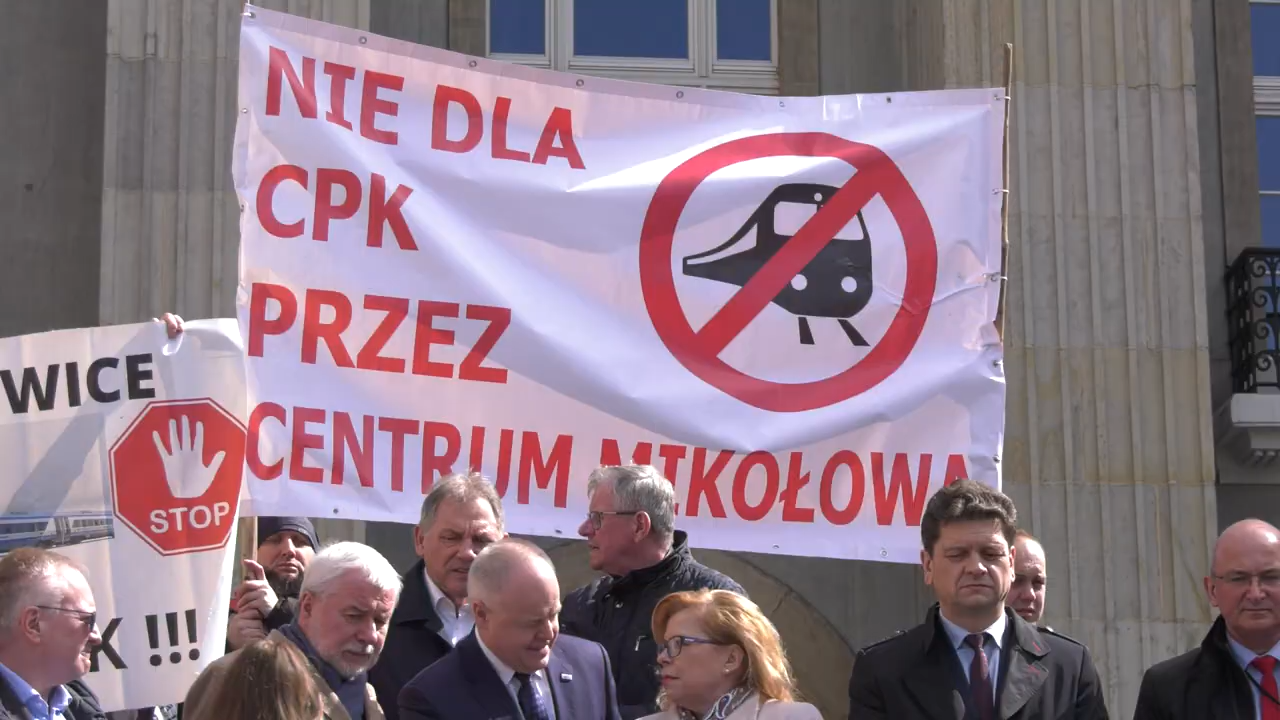 NIE DLA
CPK
PRZEZ
CENTRUM MIKOŁOWA
WICE
STOP
K !!!